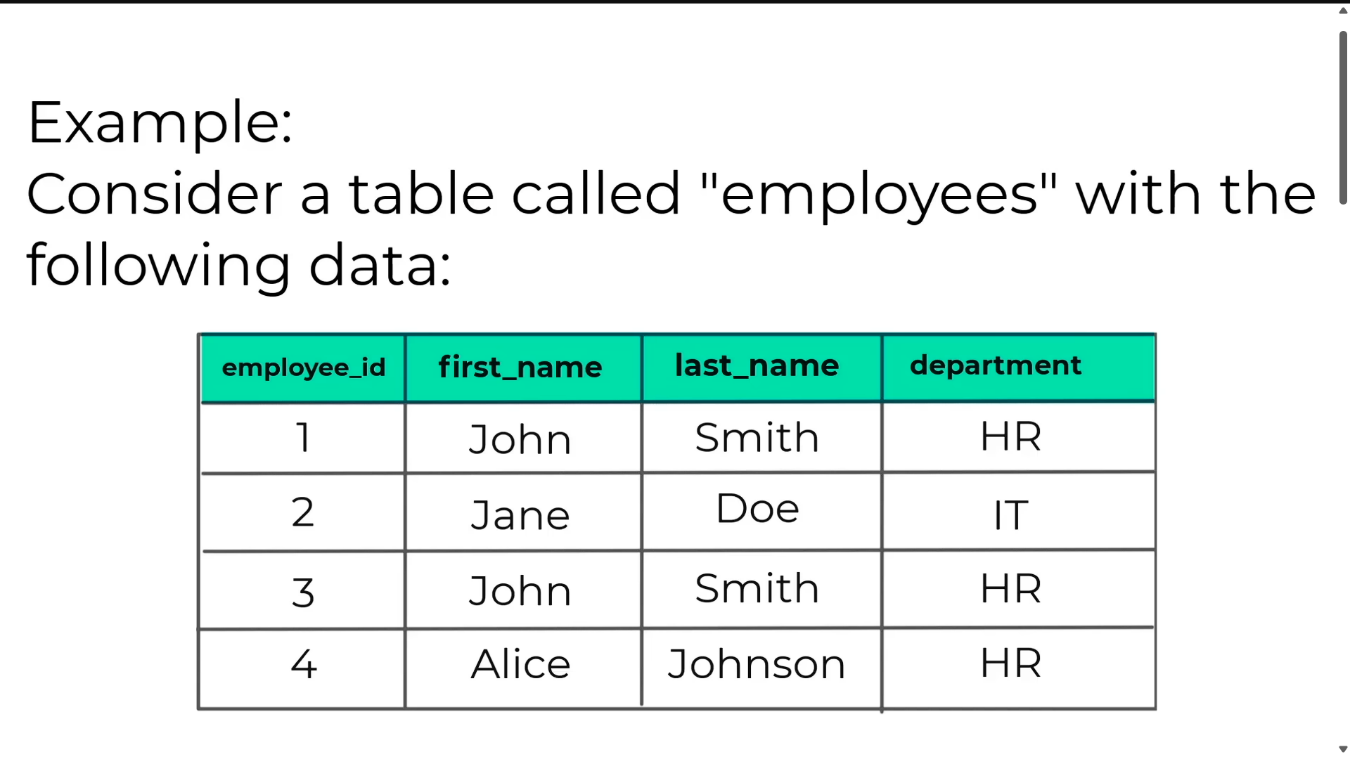 Example:
Consider a table called "employees" with the
following data:
employee_id first_name last_name department
1 John Smith HR
2 Jane Doe IT
3 John Smith HR
4 Alice Johnson HR